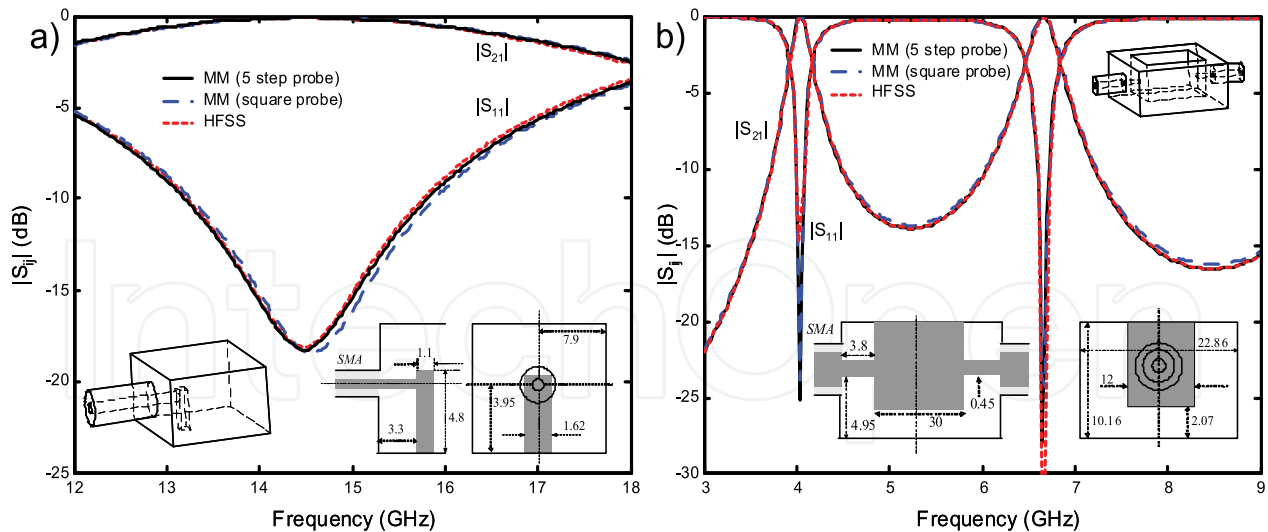 a)
|S21|
MM (5 step probe)
MM (square probe)
HFSS
|S11|
|Sij| (dB)
0
-5
-10
-15
-20
-25
SMA
1.1
7.9
3.95
4.8
3.3
1.62
12
13
14
15
16
17
18
Frequency (GHz)
b)
MM (5 step probe)
MM (square probe)
HFSS
|S21|
|S11|
|Sij| (dB)
0
-5
-10
-15
-20
-25
-30
SMA
3.8
22.86
12
0.45
4.95
30
10.16
2.07
3
4
5
6
7
8
9
Frequency (GHz)
IntechOpen